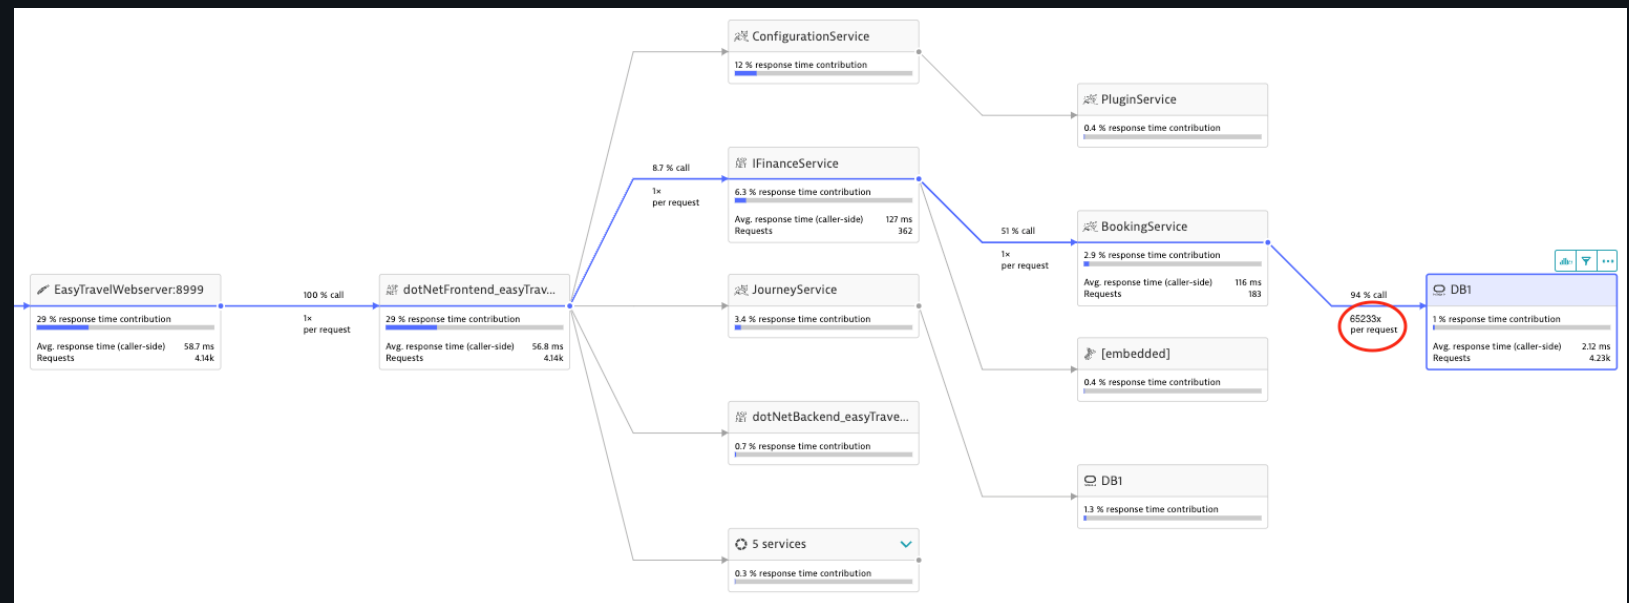 ConfigurationService
12 % response time contribution
PluginService
0.4 % response time contribution
8.7 % call
1×
per request
IFinanceService
6.3 % response time contribution
Avg. response time (caller-side) 127 ms
Requests 362
51 % call
1×
per request
BookingService
2.9 % response time contribution
Avg. response time (caller-side) 116 ms
Requests 183
EasyTravelWebserver:8999
29 % response time contribution
Avg. response time (caller-side) 58.7 ms
Requests 4.14k
100 % call
1×
per request
dotNetFrontend_easyTrav...
29 % response time contribution
Avg. response time (caller-side) 56.8 ms
Requests 4.14k
JourneyService
3.4 % response time contribution
94 % call
65233x
per request
DB1
1 % response time contribution
Avg. response time (caller-side) 2.12 ms
Requests 4.23k
[embedded]
0.4 % response time contribution
dotNetBackend_easyTrave...
0.7 % response time contribution
DB1
1.3 % response time contribution
5 services
0.3 % response time contribution